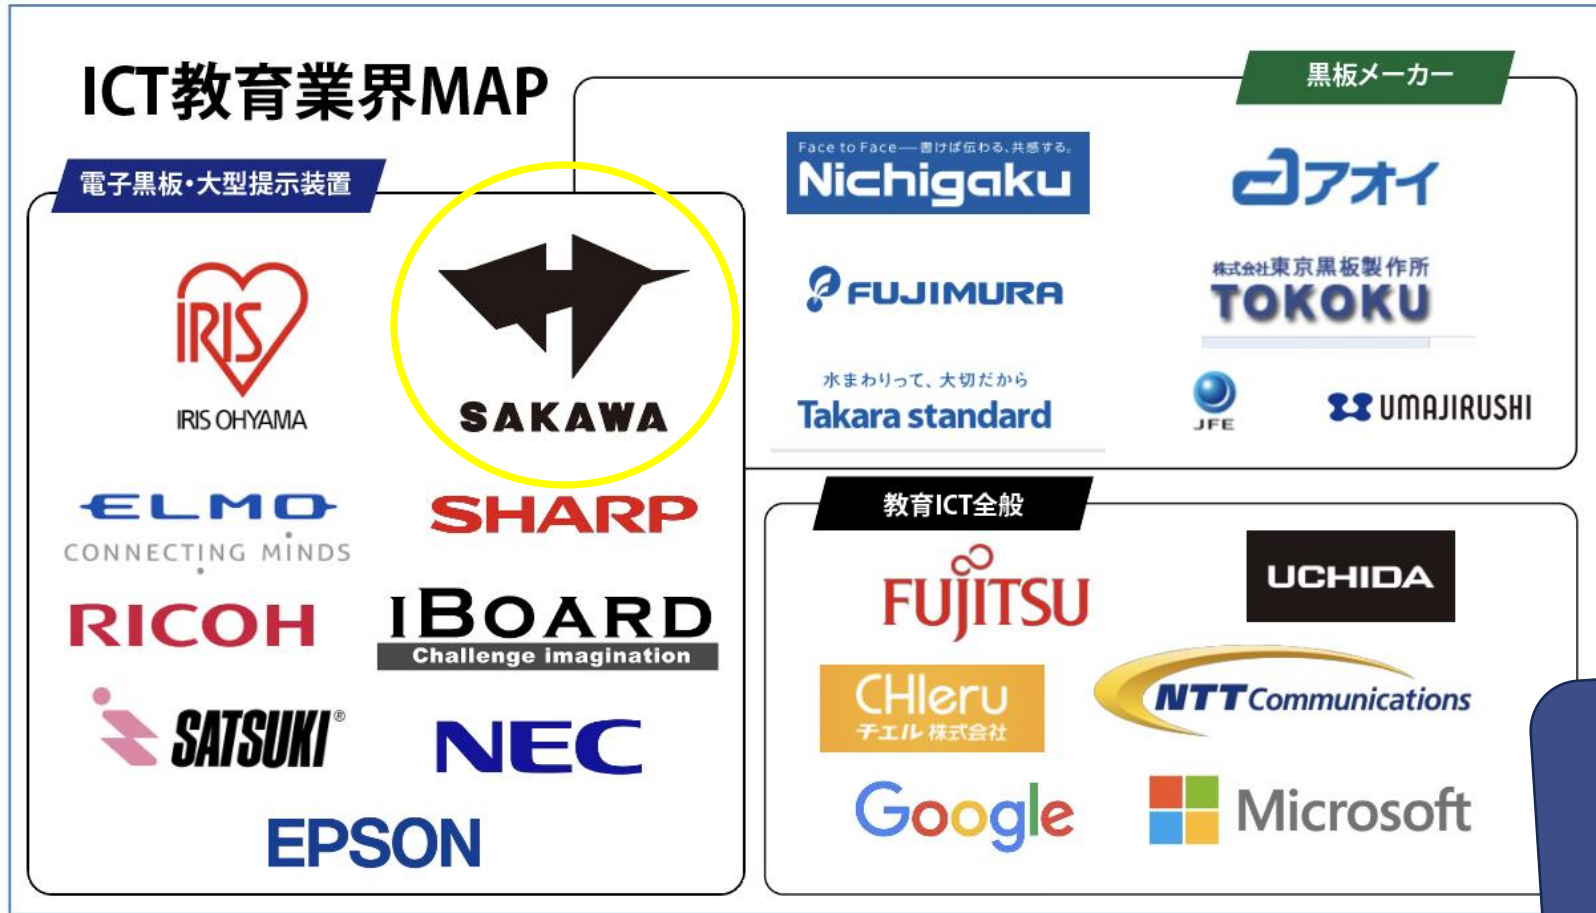 ICT教育業界MAP
電子黒板・大型提示装置
IRIS
IRIS OHYAMA
SAKAWA
ELMO
CONNECTING MINDS
SHARP
RICOH
iBOARD
Challenge imagination
SATSUKI®
NEC
EPSON
黒板メーカー
Face to Face―書けば伝わる、共感する。
Nichigaku
アオイ
FUJIMURA
株式会社東京黒板製作所
TOKOKU
水まわりって、大切だから
Takara standard
JFE
UMAJIRUSHI
教育ICT全般
FUJITSU
UCHIDA
CHIeru
チエル株式会社
NTT Communications
Google
Microsoft